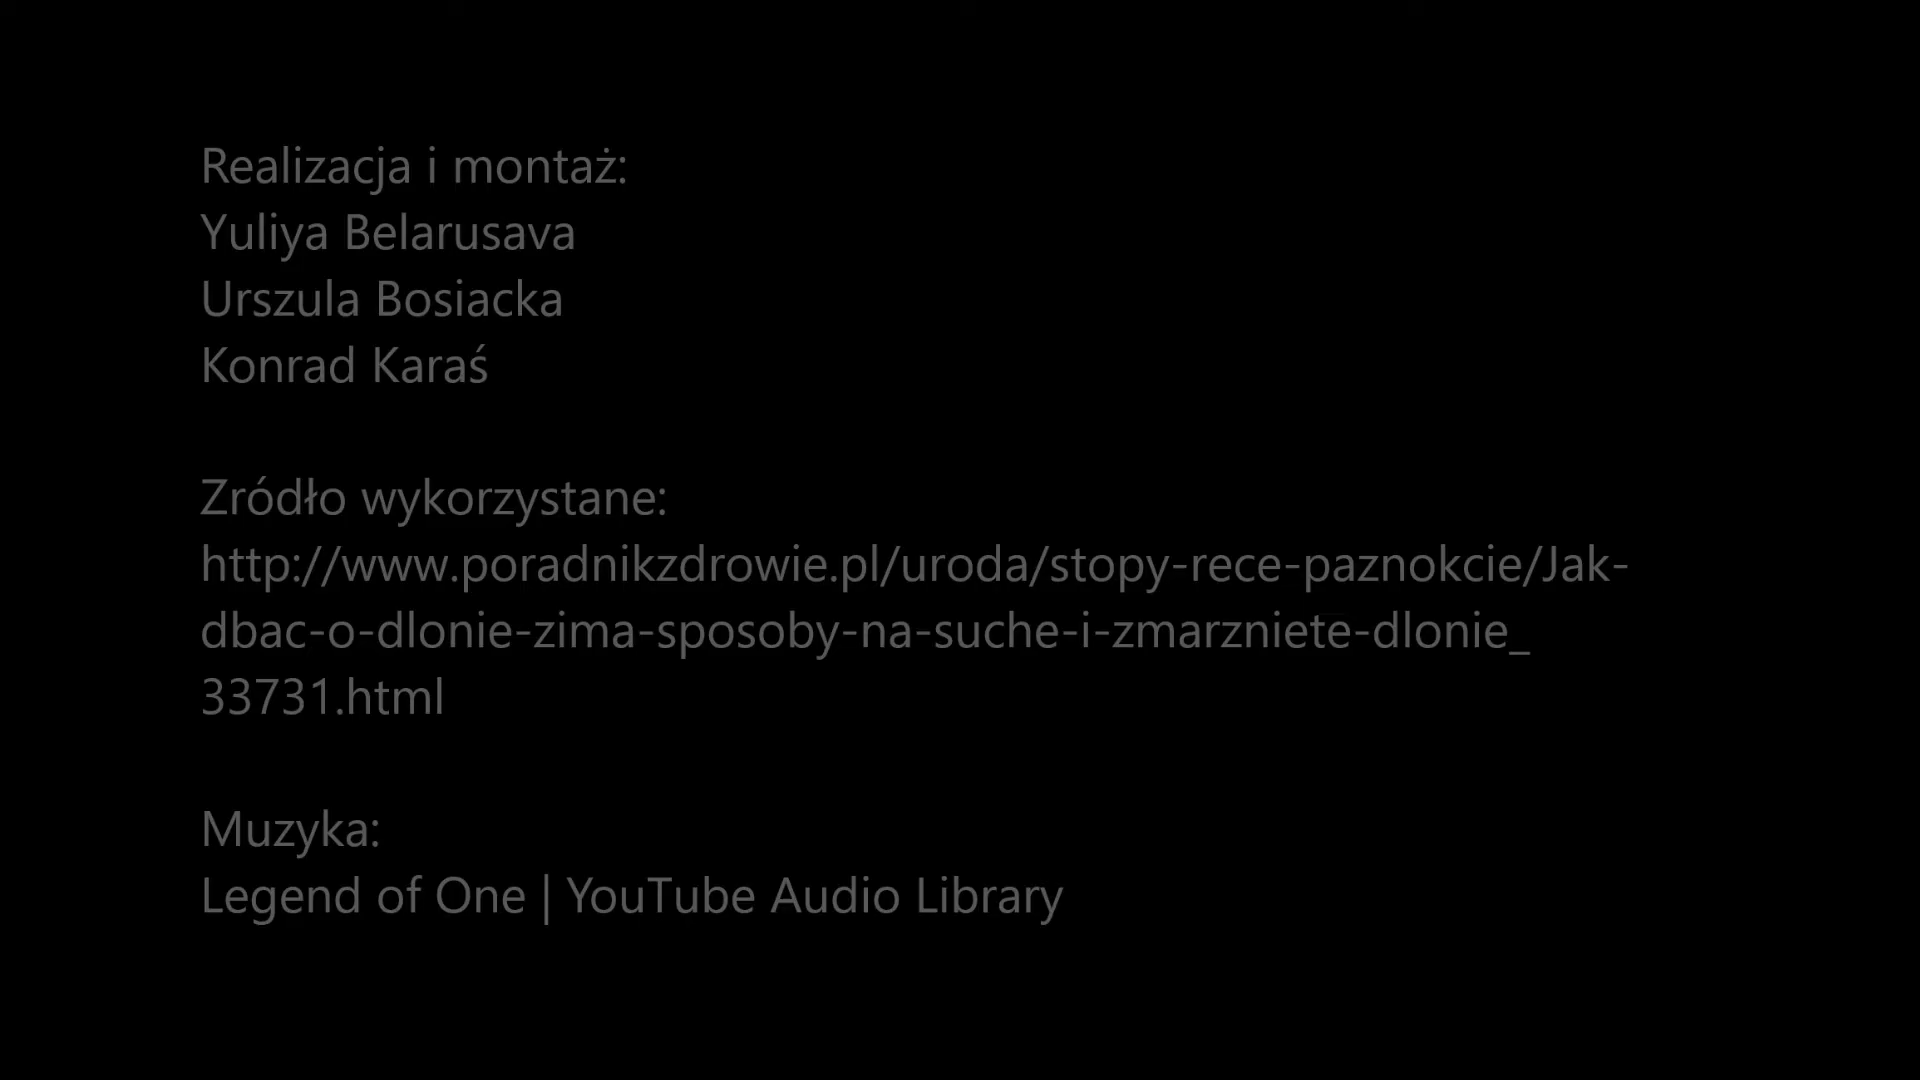 Realizacja i montaż:
Yuliya Belarusava
Urszula Bosiacka
Konrad Karaś
Zródło wykorzystane:
http://www.poradnikzdrowie.pl/uroda/stopy-rece-paznokcie/Jak-
dbac-o-dlonie-zima-sposoby-na-suche-i-zmarzniete-dlonie_
33731.html
Muzyka:
Legend of One | YouTube Audio Library